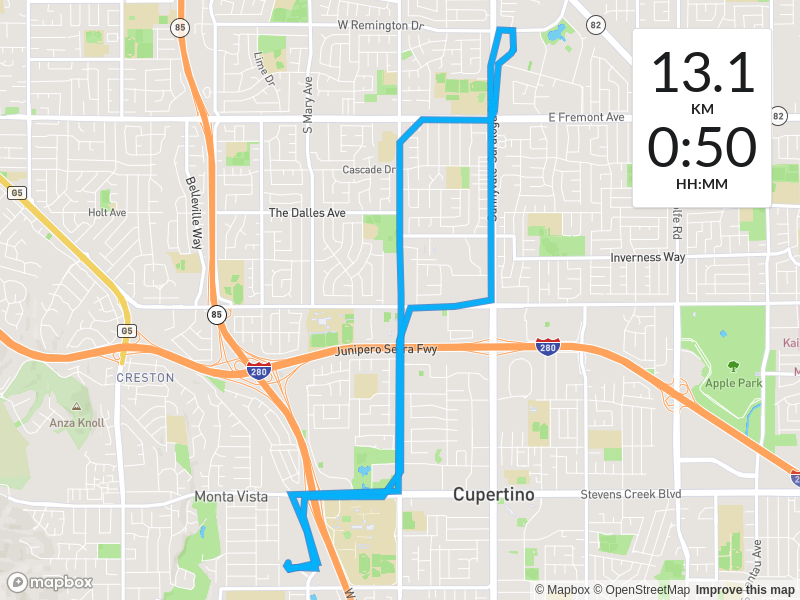 85
W Remington Dr
82
13.1
KM
0:50
HH:MM
Lime Dr
S Mary Ave
E Fremont Ave
82
G5
Cascade Dr
Belleville Way
Holt Ave
The Dalles Ave
Inverness Way
85
G5
Junipero Serra Fwy
280
280
Kai
M
CRESTON
Apple Park
Anza Knoll
Monta Vista
Cupertino
Stevens Creek Blvd
mapbox
W
© Mapbox © OpenStreetMap Improve this map